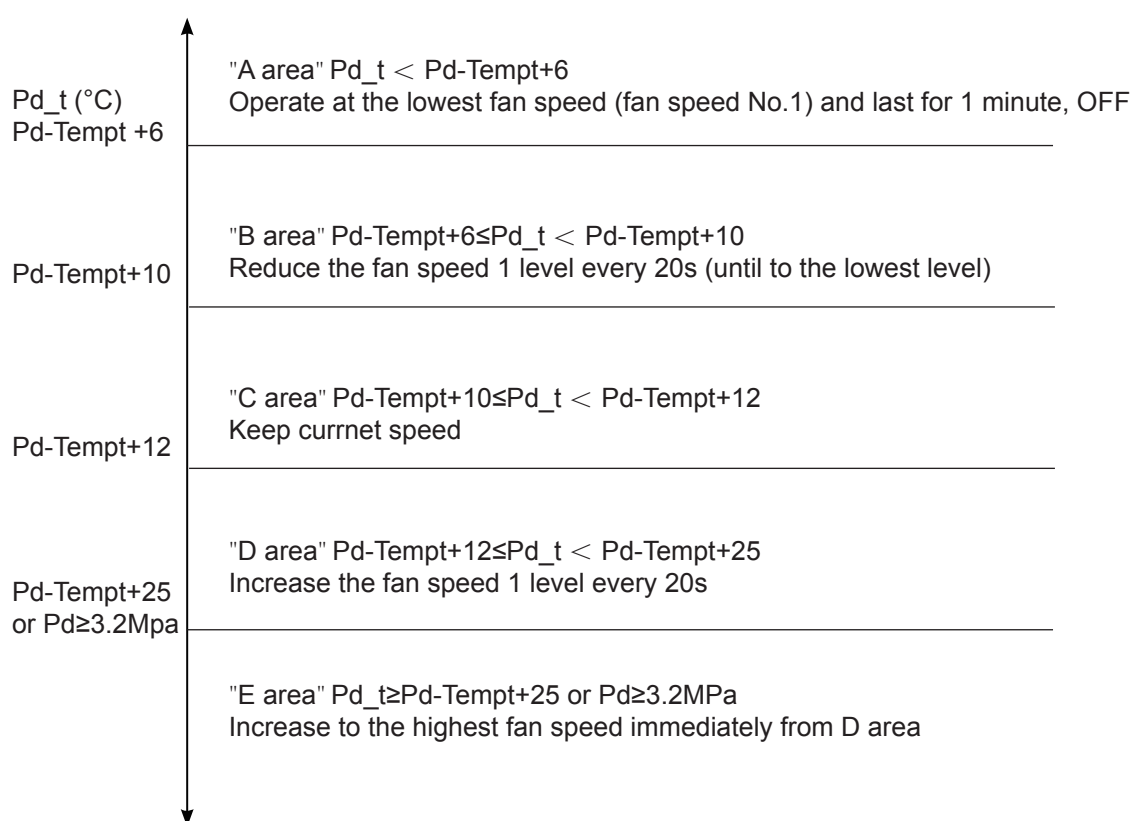 "A area" Pd_t < Pd-Tempt+6
Pd_t (°C)
Operate at the lowest fan speed (fan speed No.1) and last for 1 minute, OFF
Pd-Tempt +6
"B area" Pd-Tempt+6≤Pd_t < Pd-Tempt+10
Pd-Tempt+10
Reduce the fan speed 1 level every 20s (until to the lowest level)
"C area" Pd-Tempt+10≤Pd_t < Pd-Tempt+12
Keep currnet speed
Pd-Tempt+12
"D area" Pd-Tempt+12≤Pd_t < Pd-Tempt+25
Increase the fan speed 1 level every 20s
Pd-Tempt+25
or Pd≥3.2Mpa
"E area" Pd_t≥Pd-Tempt+25 or Pd≥3.2MPa
Increase to the highest fan speed immediately from D area